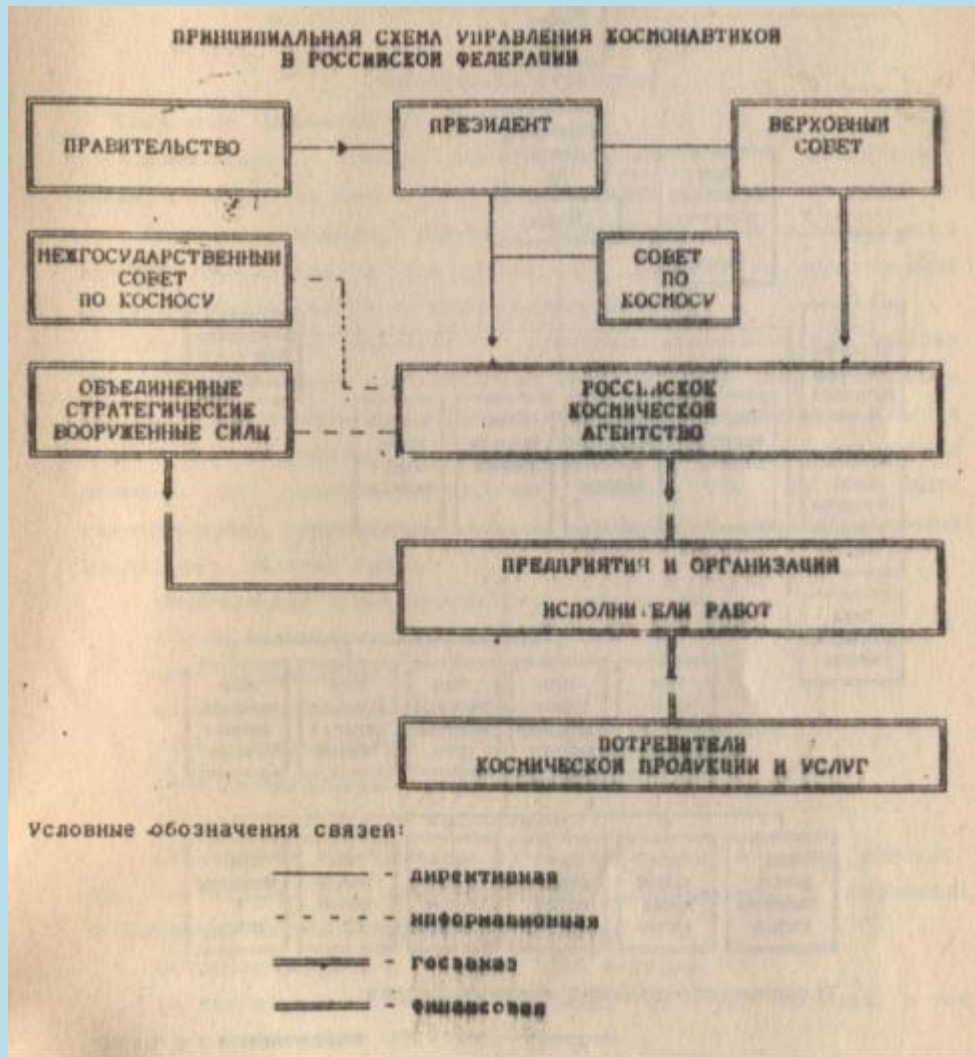 ПРИНЦИПИАЛЬНАЯ СХЕМА УПРАВЛЕНИЯ КОСМОНАВТИКОЙ
В РОССИЙСКОЙ ФЕДЕРАЦИИ
ПРАВИТЕЛЬСТВО
ПРЕЗИДЕНТ
ВЕРХОВНЫЙ
СОВЕТ
МЕЖГОСУДАРСТВЕННЫЙ
СОВЕТ
ПО КОСМОСУ
СОВЕТ
ПО
КОСМОСУ
ОБЪЕДИНЕННЫЕ
СТРАТЕГИЧЕСКИЕ
ВООРУЖЕННЫЕ СИЛЫ
РОССИЙСКОЕ
КОСМИЧЕСКОЕ
АГЕНТСТВО
ПРЕДПРИЯТИЯ И ОРГАНИЗАЦИИ
ИСПОЛНИТЕЛИ РАБОТ
ПОТРЕБИТЕЛИ
КОСМИЧЕСКОЙ ПРОДУКЦИИ И УСЛУГ
Условные обозначения связей:
- директивная
- информационная
- госзаказ
- финансовая